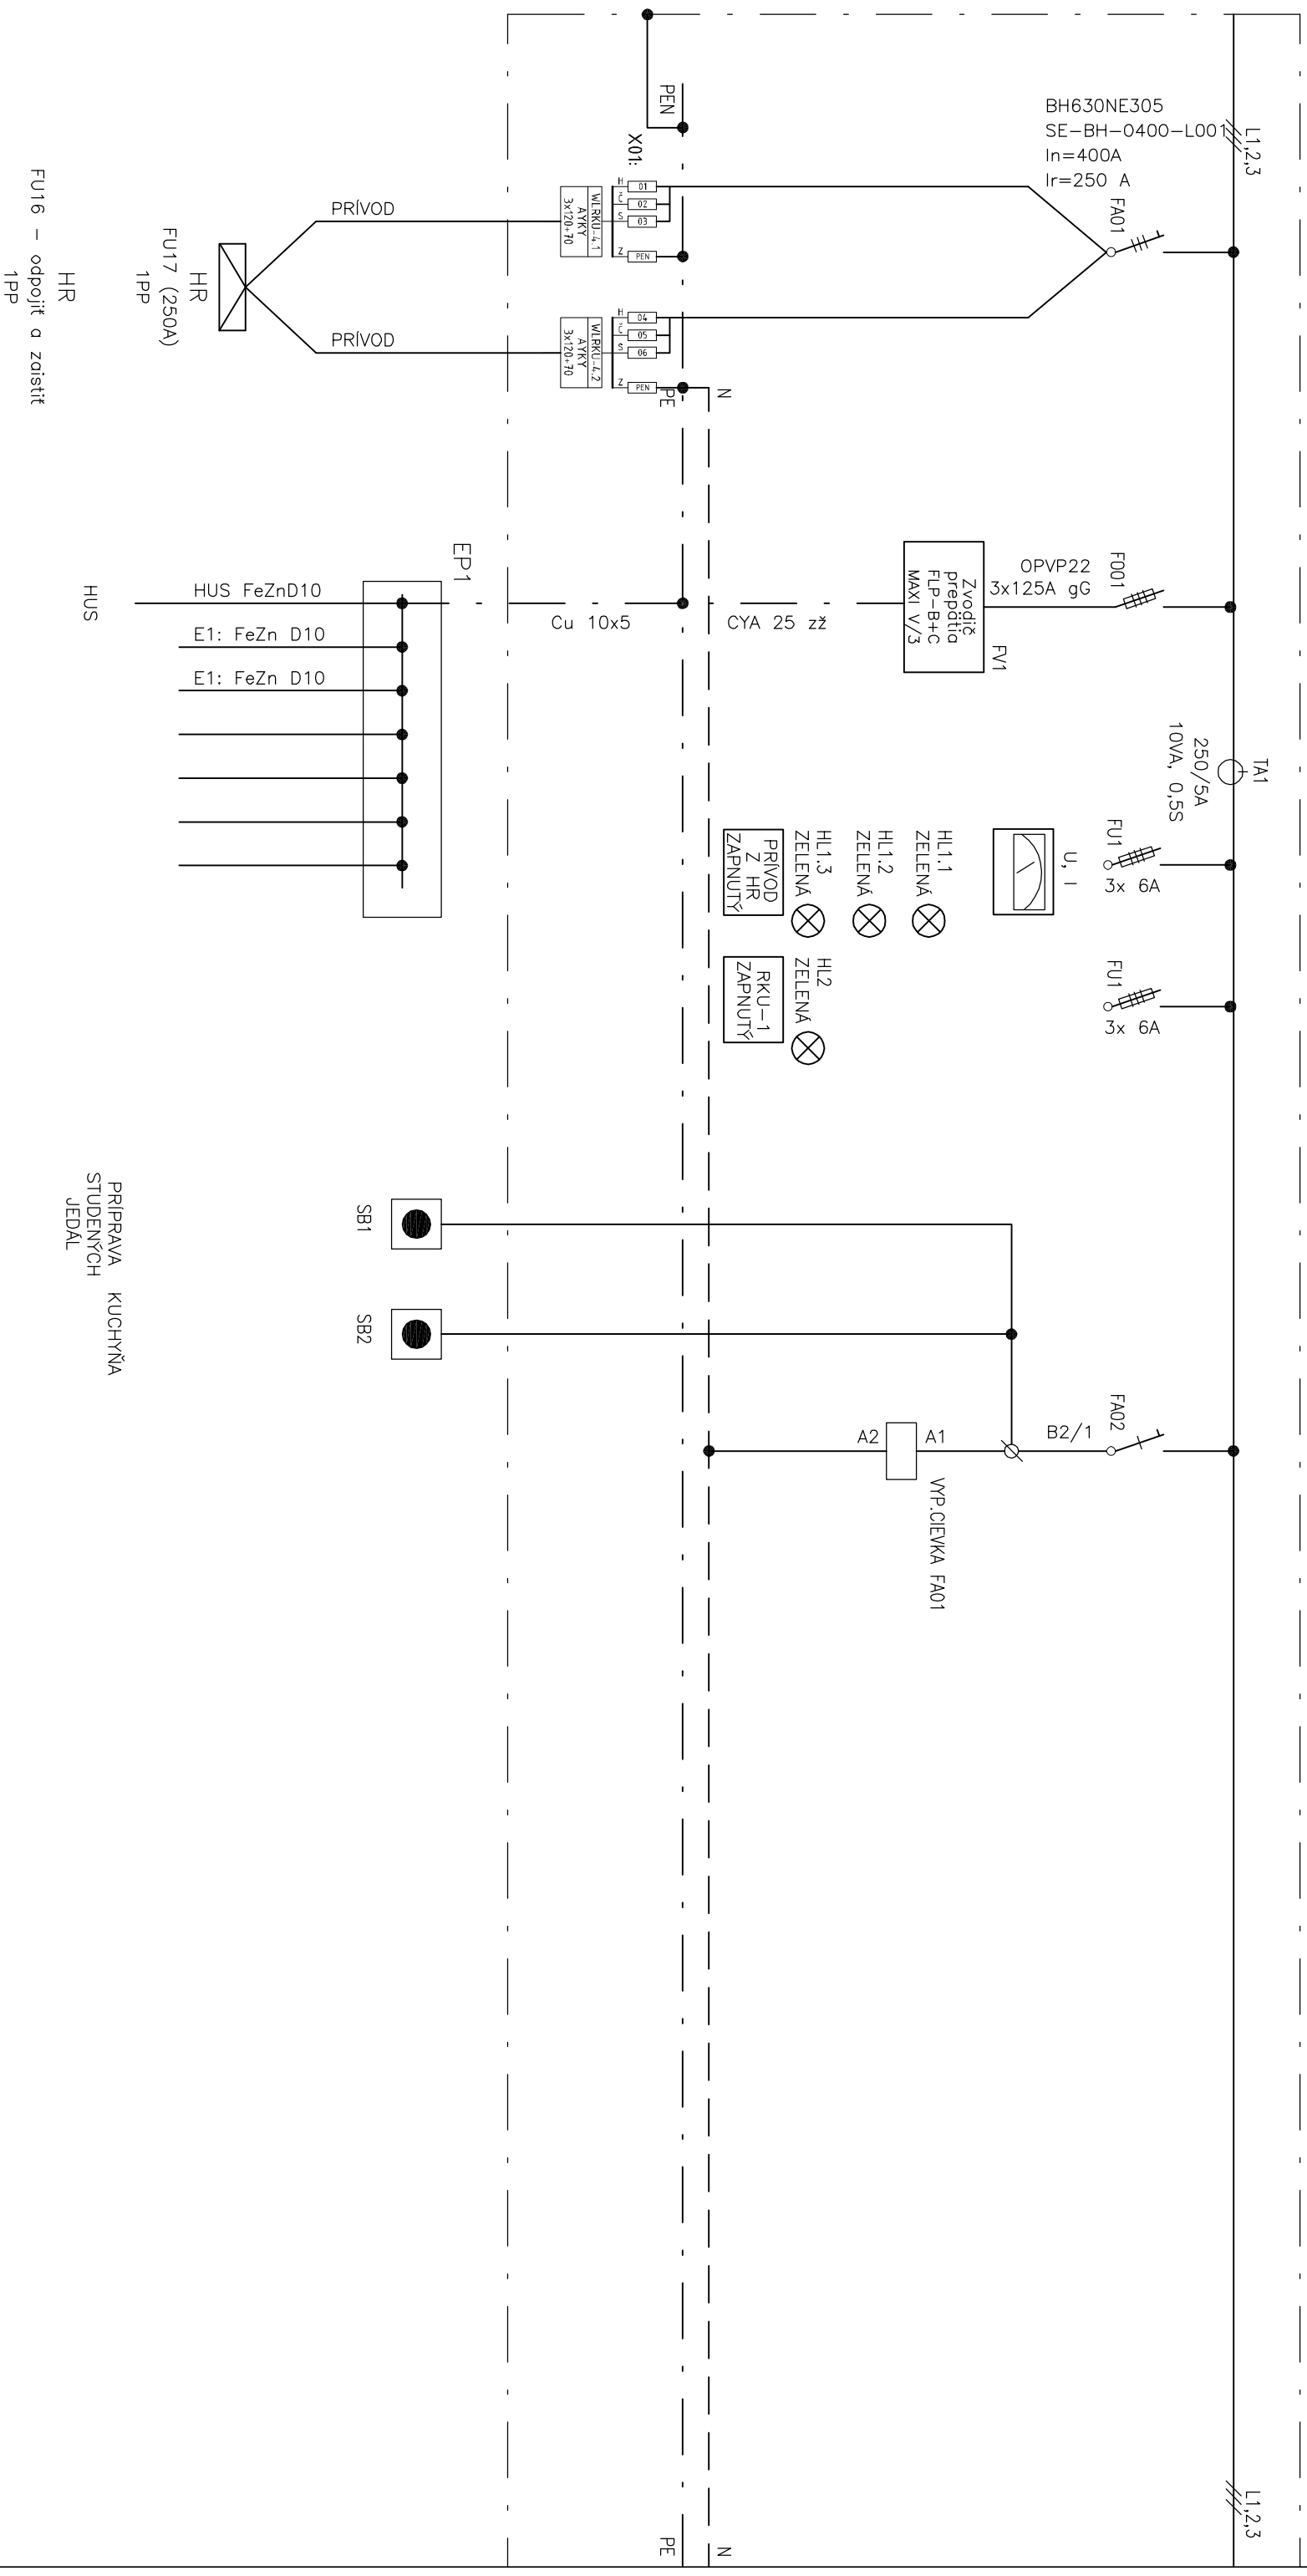 L1,2,3
BH630NE305
SE-BH-0400-L001
In=400A
Ir=250 A
FA01
PEN
X01:
H
Č
S
Z
01
02
03
PEN
WLRKU-4.1
AYKY
3x120+70
PRÍVOD
H
Č
S
Z
04
05
06
PEN
WLRKU-4.2
AYKY
3x120+70
PRÍVOD
PE
N
HR
FU17 (250A)
1PP
HR
FU16 - odpojiť a zaistiť
1PP
F001
OPVP22
3x125A gG
FV1
Zvodič
prepätia
FLP-B+C
MAXI V/3
CYA 25 zž
Cu 10x5
EP1
HUS FeZnD10
E1: FeZn D10
E1: FeZn D10
HUS
TA1
250/5A
10VA, 0,5S
FU1
3x 6A
U, I
HL1.1
ZELENÁ
HL1.2
ZELENÁ
HL1.3
ZELENÁ
PRÍVOD
Z HR
ZAPNUTÝ
FU1
3x 6A
HL2
ZELENÁ
RKU-1
ZAPNUTÝ
FA02
B2/1
A1
A2
VYP.CIEVKA FA01
SB1
SB2
PRÍPRAVA
STUDENÝCH
JEDÁL
KUCHYŇA
L1,2,3
N
PE